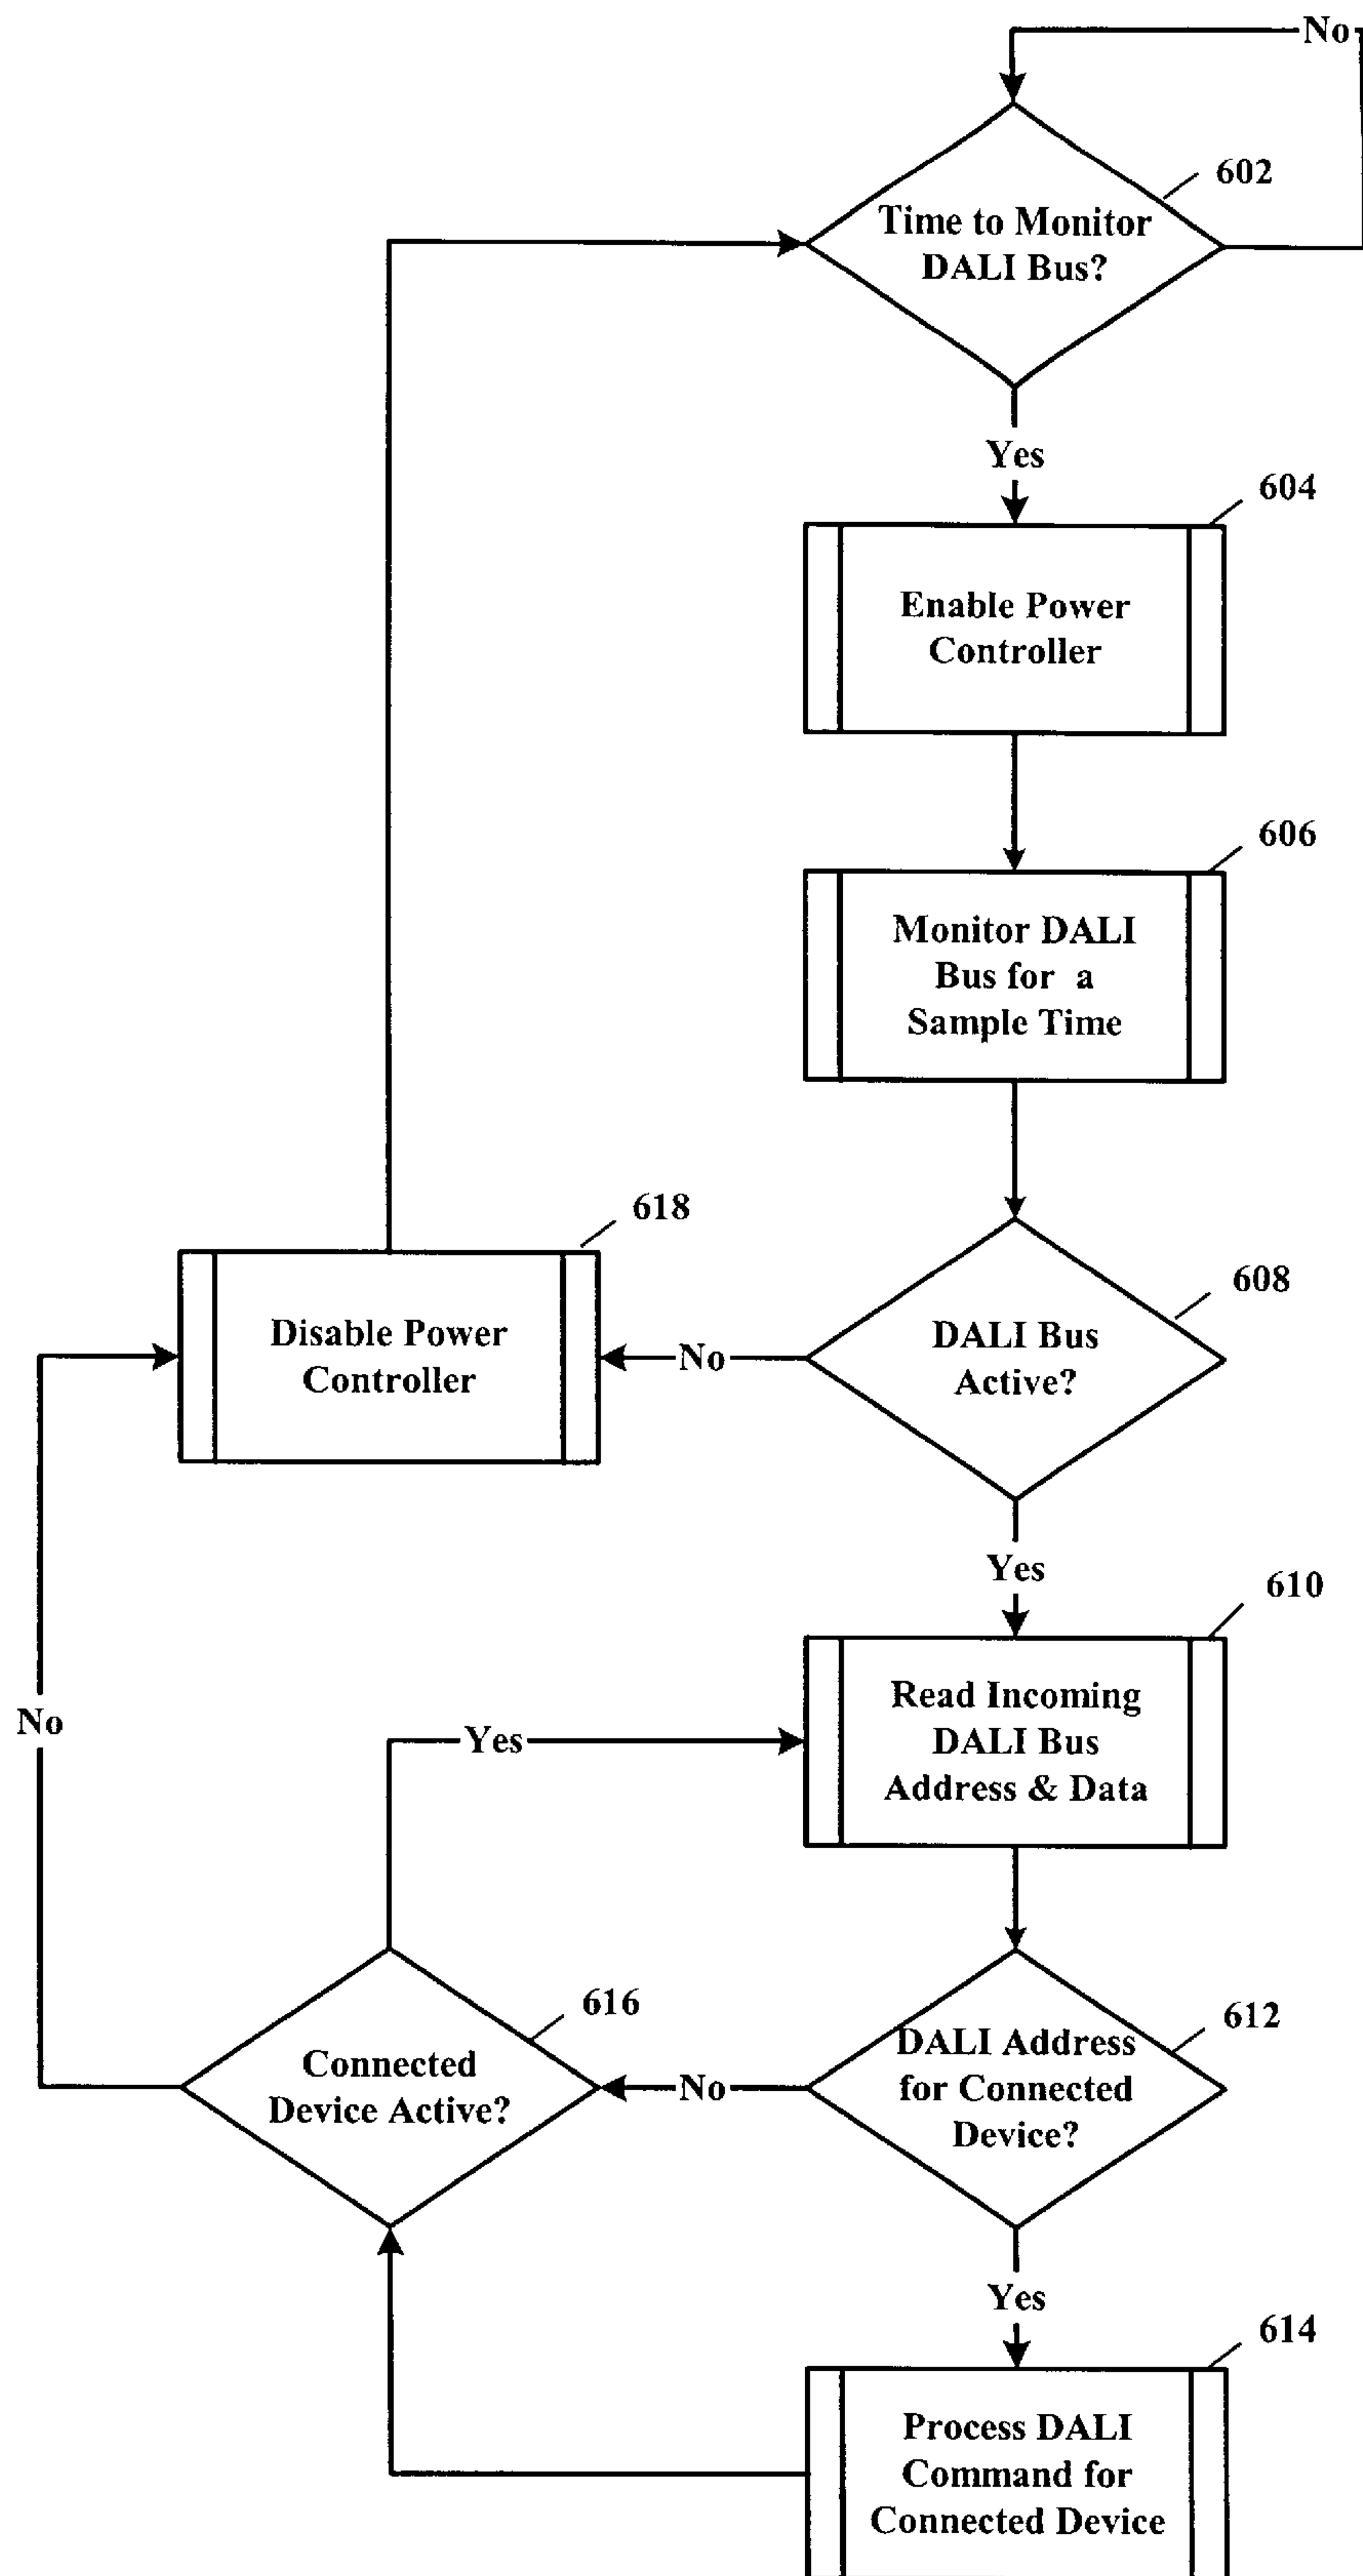 No
602
Time to Monitor
DALI Bus?
Yes
604
Enable Power
Controller
606
Monitor DALI
Bus for a
Sample Time
618
608
Disable Power
Controller
No
DALI Bus
Active?
Yes
610
No
Yes
Read Incoming
DALI Bus
Address & Data
616
612
Connected
Device Active?
No
DALI Address
for Connected
Device?
Yes
614
Process DALI
Command for
Connected Device